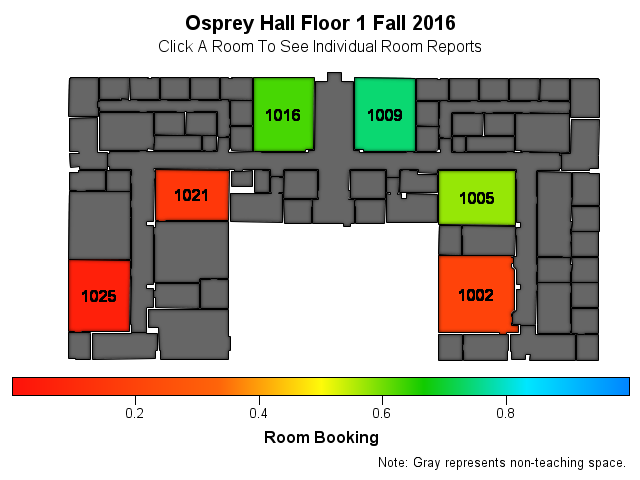 Osprey Hall Floor 1 Fall 2016
Click A Room To See Individual Room Reports
1016
1009
1021
1005
1025
1002
0.2
0.4
0.6
0.8
Room Booking
Note: Gray represents non-teaching space.